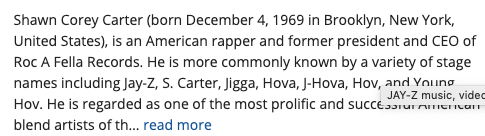 Shawn Corey Carter (born December 4, 1969 in Brooklyn, New York,
United States), is an American rapper and former president and CEO of
Roc A Fella Records. He is more commonly known by a variety of stage
names including Jay-Z, S. Carter, Jigga, Hova, J-Hova, Hov, and Young
JAY-Z music, video
Hov. He is regarded as one of the most prolific and successful American
blend artists of th... read more